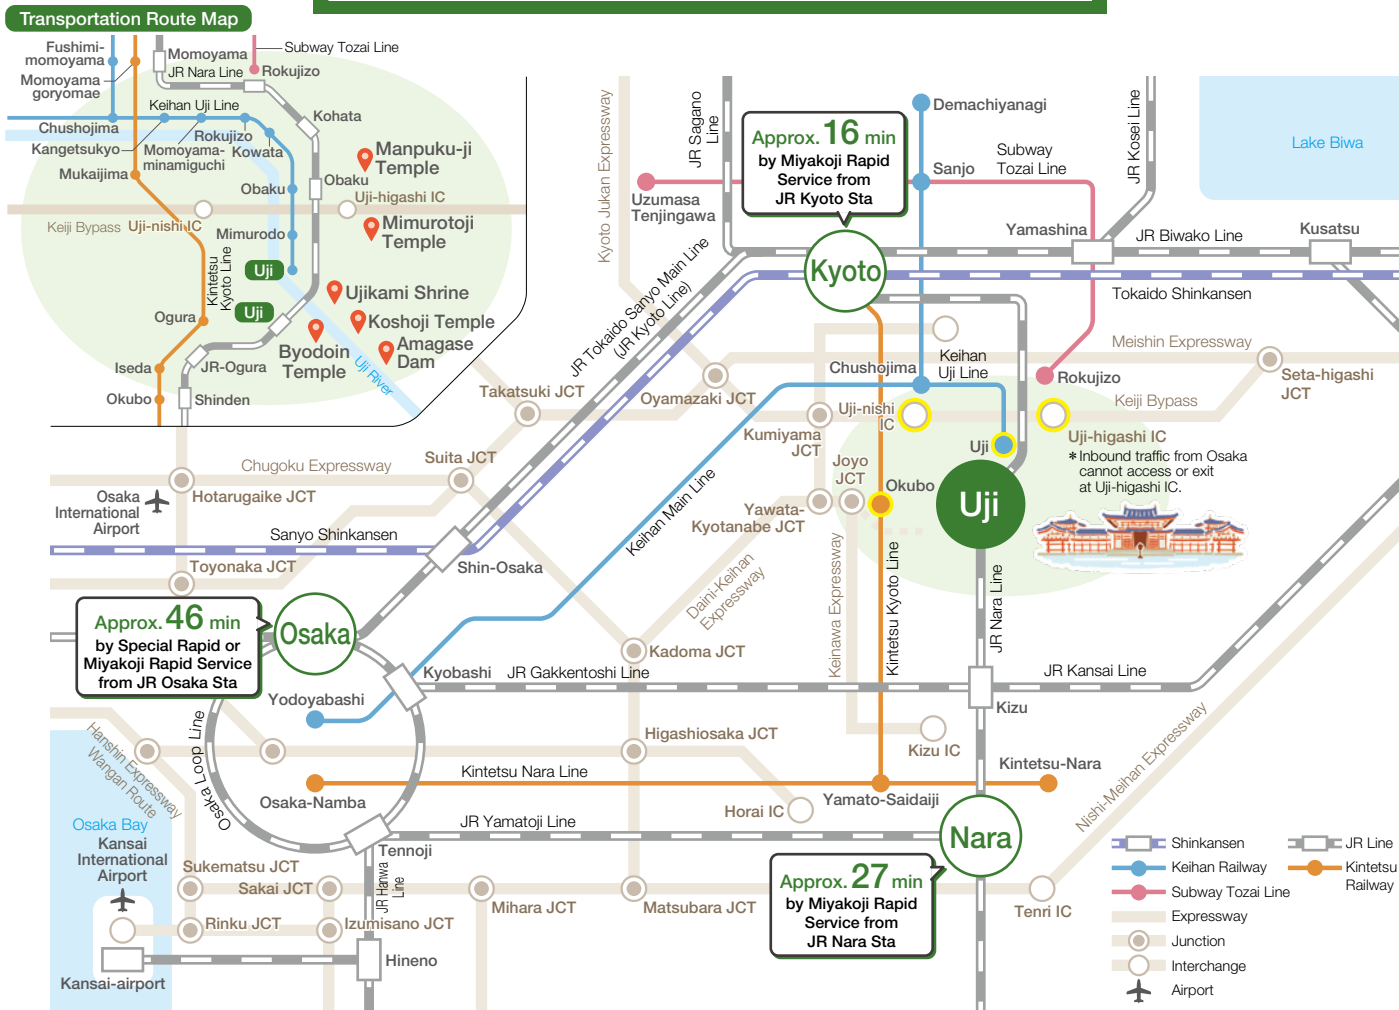 Transportation Route Map
Fushimi-
momoyama
Momoyama
goryomae
Momoyama
JR Nara Line
Subway Tozai Line
Rokujizo
Keihan Uji Line
Kohata
Chushojima
Kangetsukyo
Rokujizo
Momoyama-
minamiguchi
Kowata
Mukaijima
Manpuku-ji
Temple
Obaku
Obaku
Uji-higashi IC
Keiji Bypass
Uji-nishi IC
Mimurotoji
Temple
Mimurodo
Kintetsu
Kyoto Line
Uji
Ujikami Shrine
Uji
Ogura
Koshoji Temple
Amagase
Dam
Byodoin
Temple
Uji River
Iseda
JR-Ogura
Okubo
Shinden
Kyoto Jukan Expressway
JR Sagano
Line
Approx. 16 min
by Miyakoji Rapid
Service from
JR Kyoto Sta
Demachiyanagi
Sanjo
Subway
Tozai Line
JR Kosei Line
Lake Biwa
Uzumasa
Tenjingawa
Yamashina
JR Biwako Line
Kusatsu
Kyoto
Tokaido Shinkansen
JR Tokaido Sanyo Main Line
(JR Kyoto Line)
Meishin Expressway
Chushojima
Keihan
Uji Line
Rokujizo
Seta-higashi
JCT
Takatsuki JCT
Oyamazaki JCT
Keiji Bypass
Uji-nishi
IC
Kumiyama
JCT
Uji
Uji-higashi IC
*Inbound traffic from Osaka
cannot access or exit
at Uji-higashi IC.
Joyo
JCT
Okubo
Uji
Chugoku Expressway
Suita JCT
Osaka
International
Airport
Hotarugaike JCT
Keihan Main Line
Yawata-
Kyotanabe JCT
Sanyo Shinkansen
Shin-Osaka
Toyonaka JCT
Daini-Keihan
Expressway
Keinawa Expressway
Kintetsu Kyoto Line
JR Nara Line
Approx. 46 min
by Special Rapid or
Miyakoji Rapid Service
from JR Osaka Sta
Osaka
Kadoma JCT
Kyobashi
JR Gakkentoshi Line
JR Kansai Line
Yodoyabashi
Kizu
Hanshin Expressway
Wangan Route
Osaka Loop Line
Higashiosaka JCT
Kizu IC
Kintetsu Nara Line
Kintetsu-Nara
Osaka-Namba
Yamato-Saidaiji
Horai IC
Nishi-Meihan Expressway
Osaka Bay
Kansai
International
Airport
JR Yamatoji Line
Nara
Tennoji
JR Hanwa
Line
Sukematsu JCT
Sakai JCT
Mihara JCT
Matsubara JCT
Approx. 27 min
by Miyakoji Rapid
Service from
JR Nara Sta
Tenri IC
Rinku JCT
Izumisano JCT
Hineno
Kansai-airport
Shinkansen
JR Line
Keihan Railway
Kintetsu
Railway
Subway Tozai Line
Expressway
Junction
Interchange
Airport